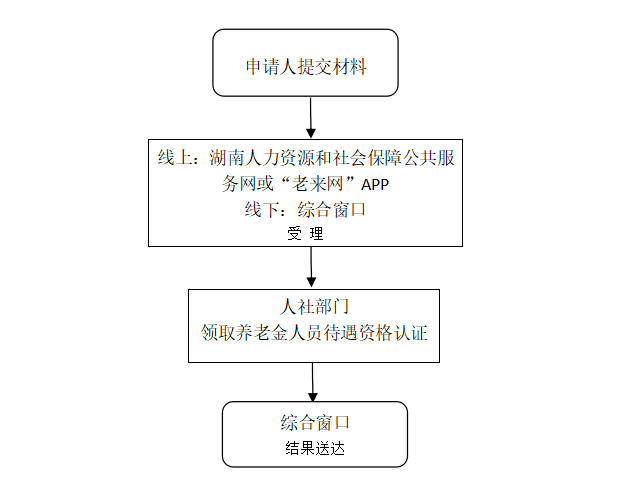 申请人提交材料
线上：湖南人力资源和社会保障公共服
务网或“老来网”APP
线下：综合窗口
受 理
人社部门
领取养老金人员待遇资格认证
综合窗口
结果送达